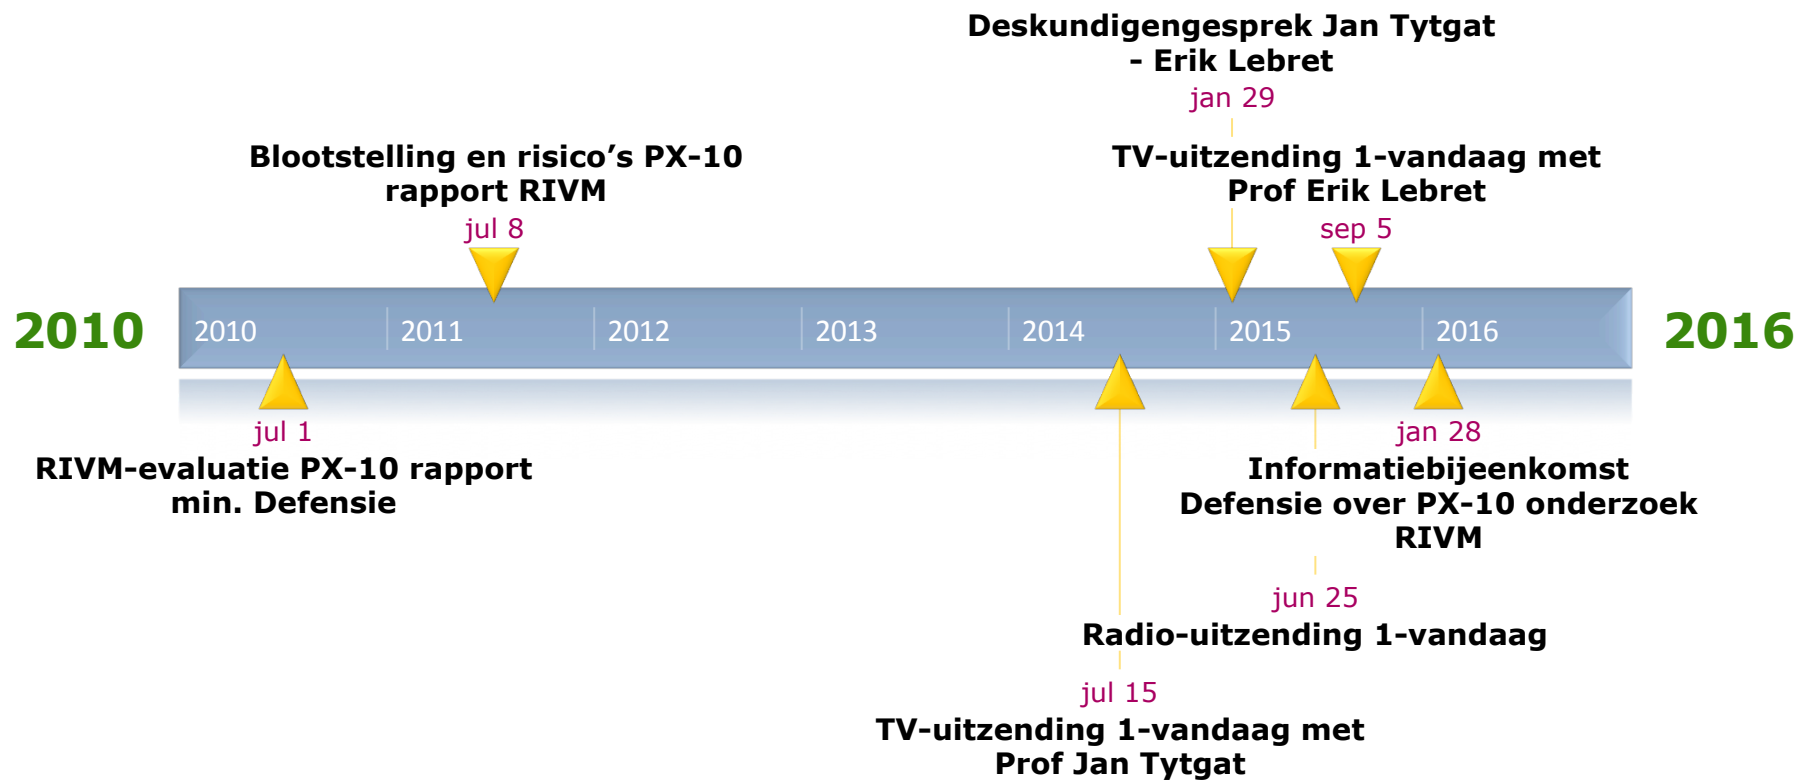 Deskundigengesprek Jan Tytgat
- Erik Lebret
jan 29
Blootstelling en risico’s PX-10
rapport RIVM
jul 8
TV-uitzending 1-vandaag met
Prof Erik Lebret
sep 5
2010
2010
2011
2012
2013
2014
2015
2016
2016
jul 1
RIVM-evaluatie PX-10 rapport
min. Defensie
jan 28
Informatiebijeenkomst
Defensie over PX-10 onderzoek
RIVM
jun 25
Radio-uitzending 1-vandaag
jul 15
TV-uitzending 1-vandaag met
Prof Jan Tytgat